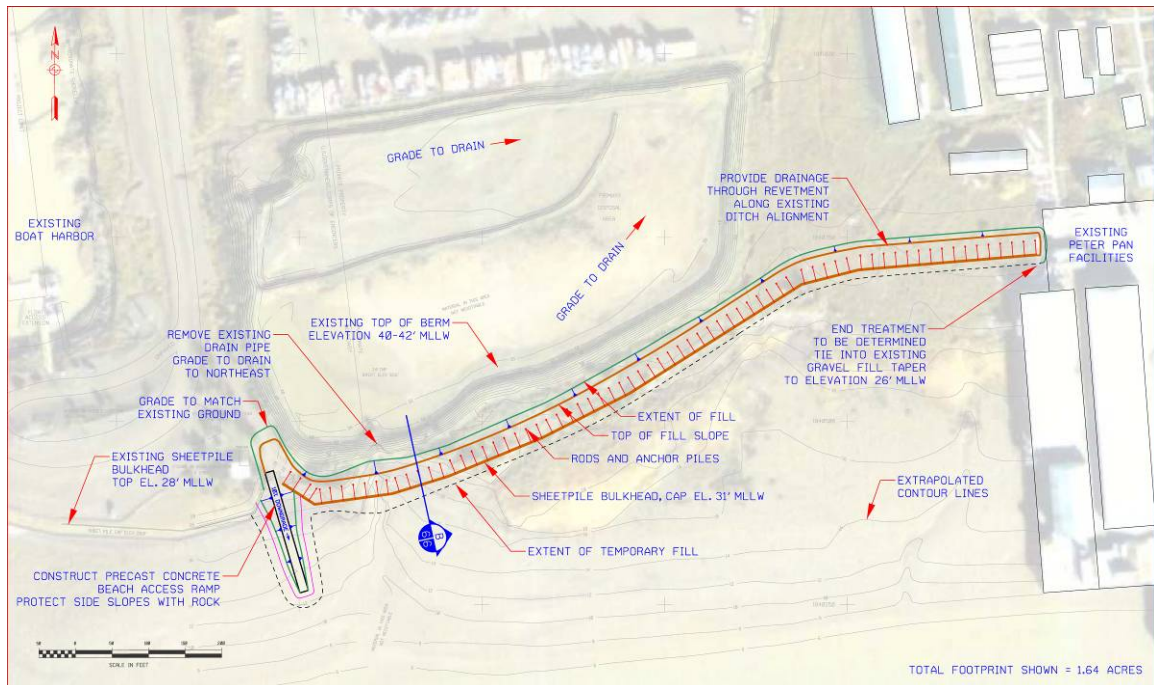 N
GRADE TO DRAIN
PROVIDE DRAINAGE
THROUGH REVETMENT
ALONG EXISTING
DITCH ALIGNMENT
EXISTING
BOAT HARBOR
EXISTING
PETER PAN
FACILITIES
GRADE TO DRAIN
REMOVE EXISTING
DRAIN PIPE
GRADE TO DRAIN
TO NORTHEAST
EXISTING TOP OF BERM
ELEVATION 40-42' MLLW
END TREATMENT
TO BE DETERMINED
TIE INTO EXISTING
GRAVEL FILL TAPER
TO ELEVATION 26' MLLW
GRADE TO MATCH
EXISTING GROUND
EXTENT OF FILL
TOP OF FILL SLOPE
RODS AND ANCHOR PILES
EXISTING SHEETPILE
BULKHEAD
TOP EL. 28' MLLW
SHEETPILE BULKHEAD, CAP EL. 31' MLLW
EXTRAPOLATED
CONTOUR LINES
B
EXTENT OF TEMPORARY FILL
CONSTRUCT PRECAST CONCRETE
BEACH ACCESS RAMP
PROTECT SIDE SLOPES WITH ROCK
SCALE IN FEET
TOTAL FOOTPRINT SHOWN = 1.64 ACRES